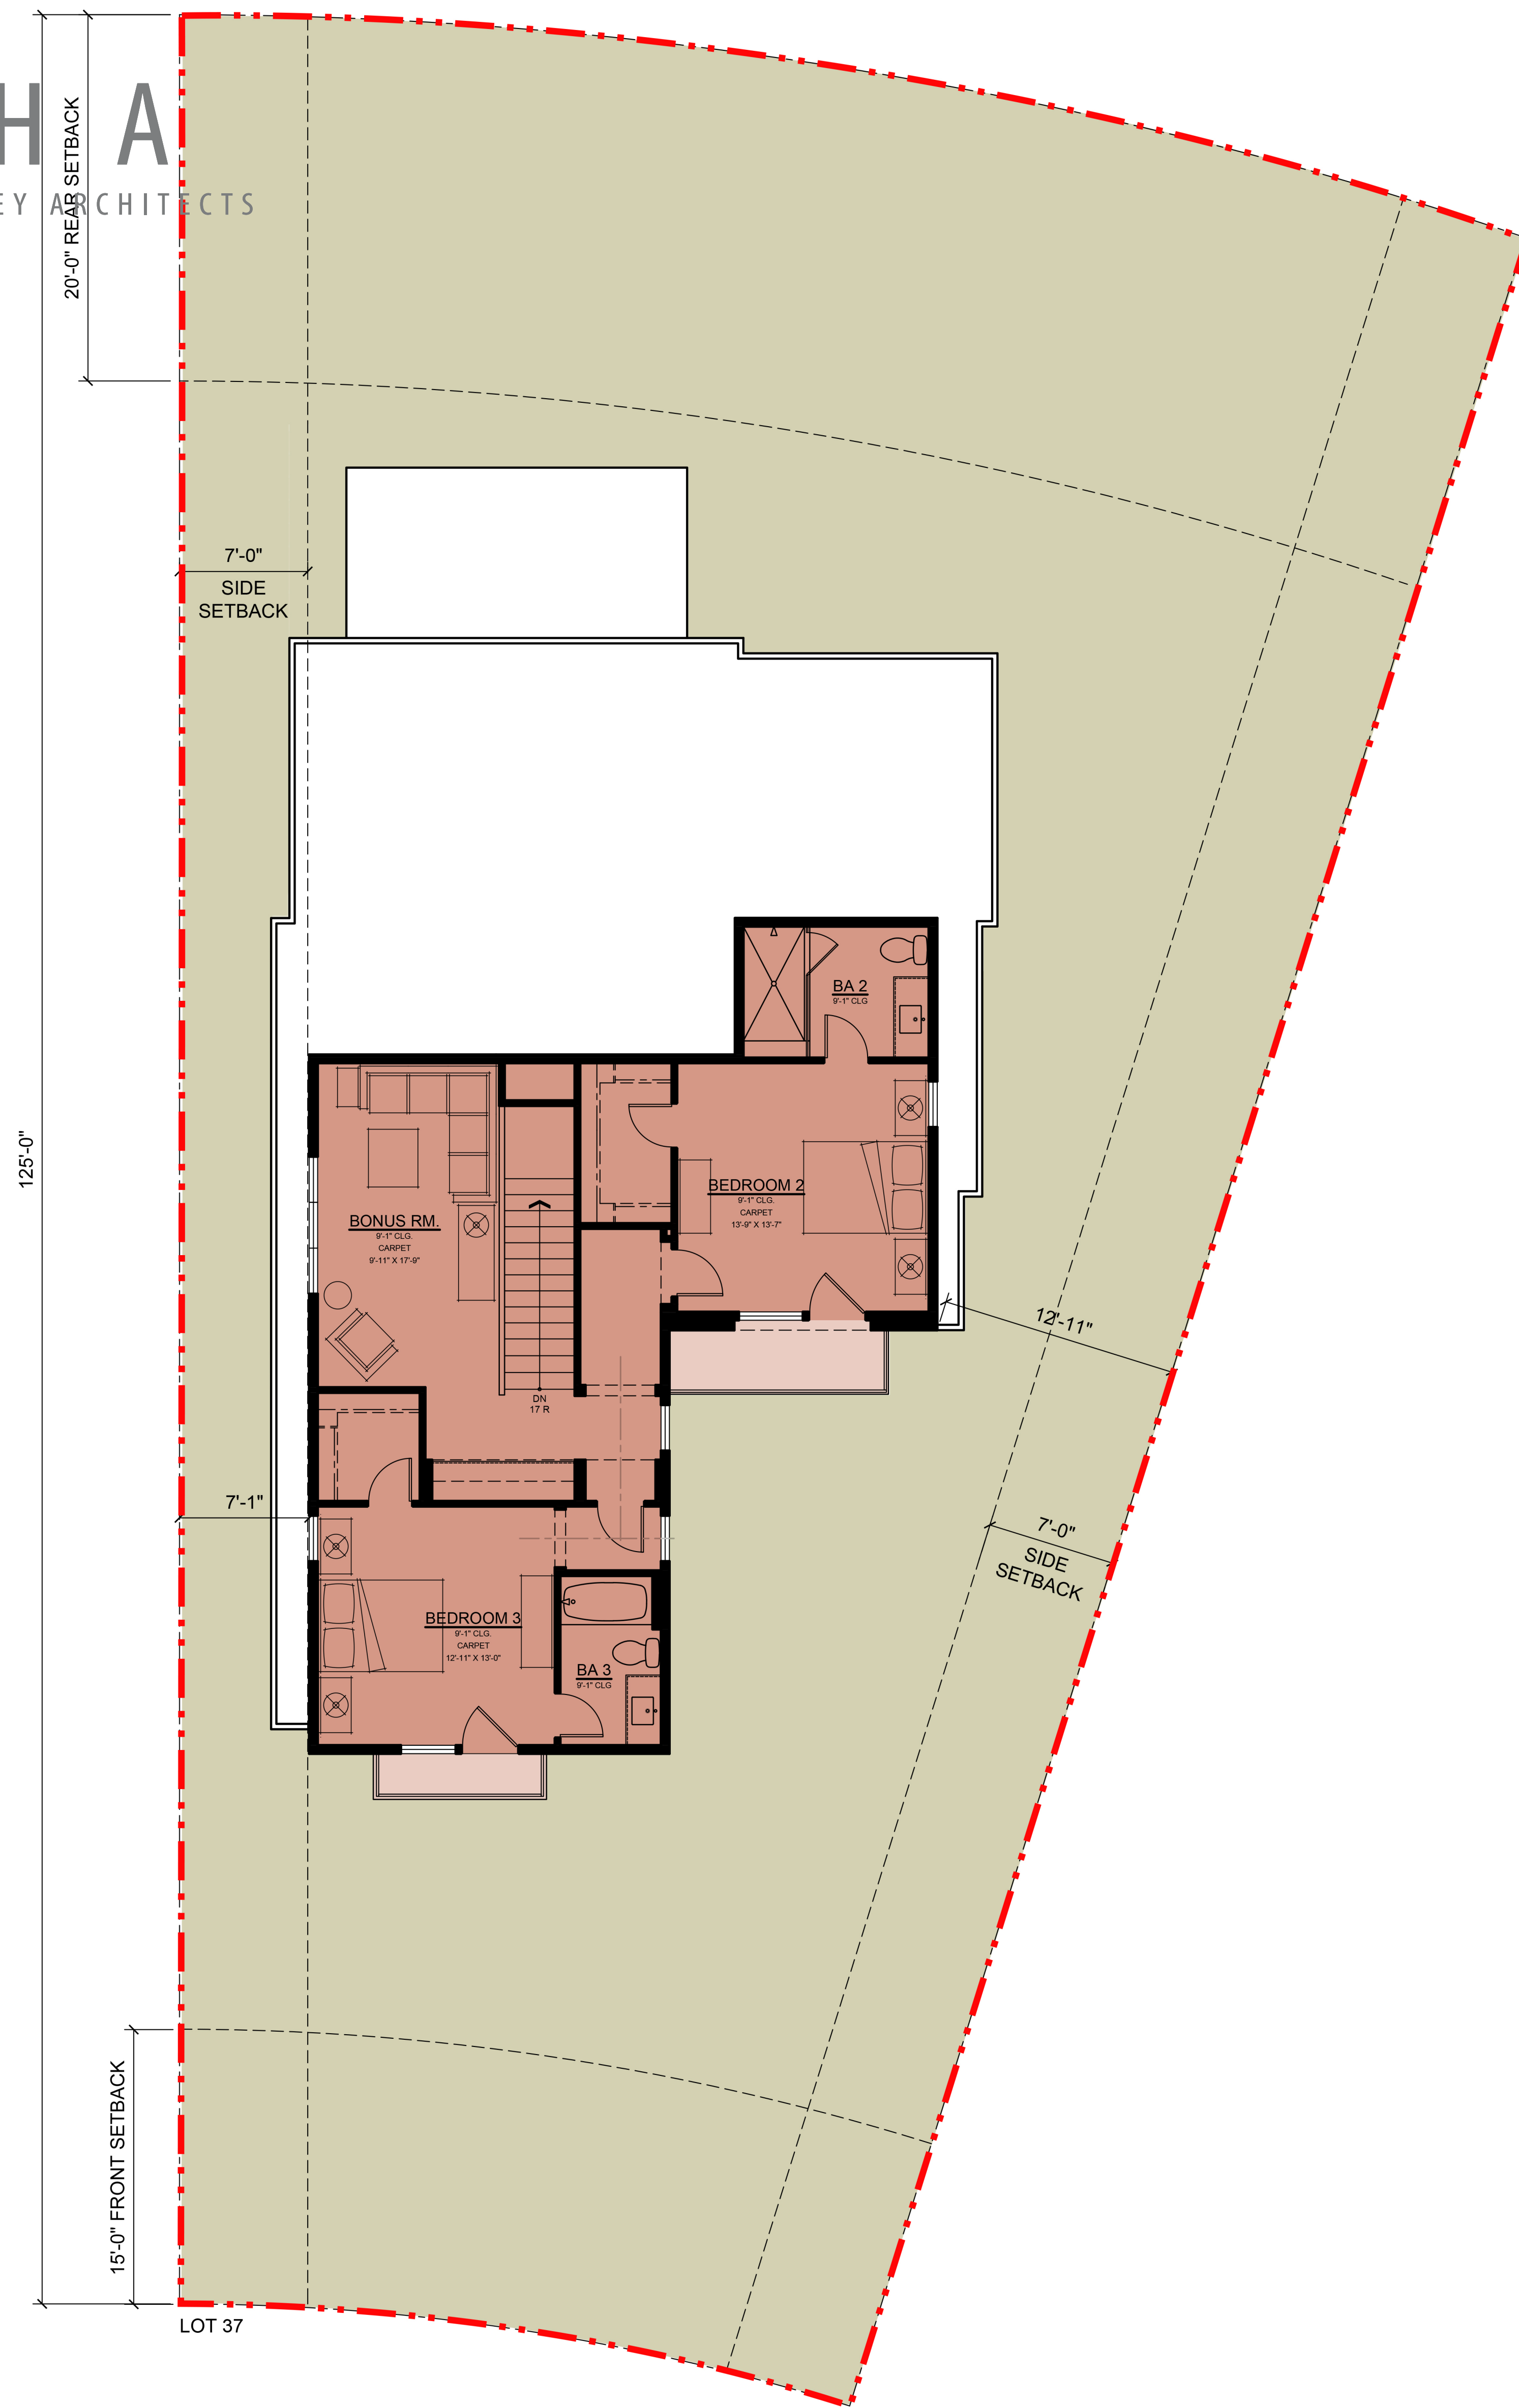 H A
EY ARCHITECTS
20'-0" REAR SETBACK
7'-0"
SIDE
SETBACK
125'-0"
BA 2
9'-1" CLG
BEDROOM 2
9'-1" CLG.
CARPET
13'-9" X 13'-7"
BONUS RM.
9'-1" CLG.
CARPET
9'-11" X 17'-9"
12'-11"
DN
17 R
7'-1"
7'-0"
SIDE
SETBACK
BEDROOM 3
9'-1" CLG.
CARPET
12'-11" X 13'-0"
BA 3
9'-1" CLG
15'-0" FRONT SETBACK
LOT 37